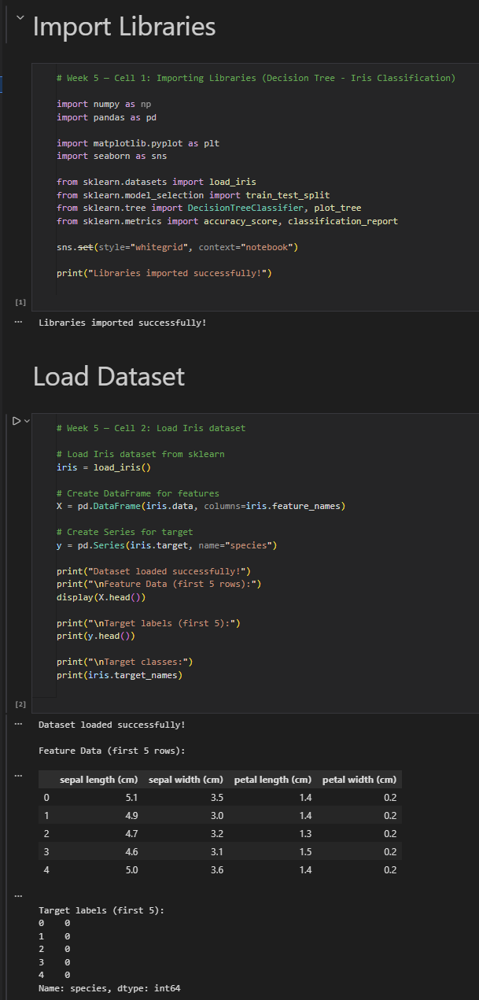 Import Libraries
# Week 5 — Cell 1: Importing Libraries (Decision Tree - Iris Classification)
import numpy as np
import pandas as pd
import matplotlib.pyplot as plt
import seaborn as sns
from sklearn.datasets import load_iris
from sklearn.model_selection import train_test_split
from sklearn.tree import DecisionTreeClassifier, plot_tree
from sklearn.metrics import accuracy_score, classification_report
sns.set(style="whitegrid", context="notebook")
print("Libraries imported successfully!")
[1]
... Libraries imported successfully!
Load Dataset
# Week 5 — Cell 2: Load Iris dataset
# Load Iris dataset from sklearn
iris = load_iris()
# Create DataFrame for features
X = pd.DataFrame(iris.data, columns=iris.feature_names)
# Create Series for target
y = pd.Series(iris.target, name="species")
print("Dataset loaded successfully!")
print("\nFeature Data (first 5 rows):")
display(X.head())
print("\nTarget labels (first 5):")
print(y.head())
print("\nTarget classes:")
print(iris.target_names)
[2]
... Dataset loaded successfully!
Feature Data (first 5 rows):
...
sepal length (cm) sepal width (cm) petal length (cm) petal width (cm)
0 5.1 3.5 1.4 0.2
1 4.9 3.0 1.4 0.2
2 4.7 3.2 1.3 0.2
3 4.6 3.1 1.5 0.2
4 5.0 3.6 1.4 0.2
...
Target labels (first 5):
0 0
1 0
2 0
3 0
4 0
Name: species, dtype: int64